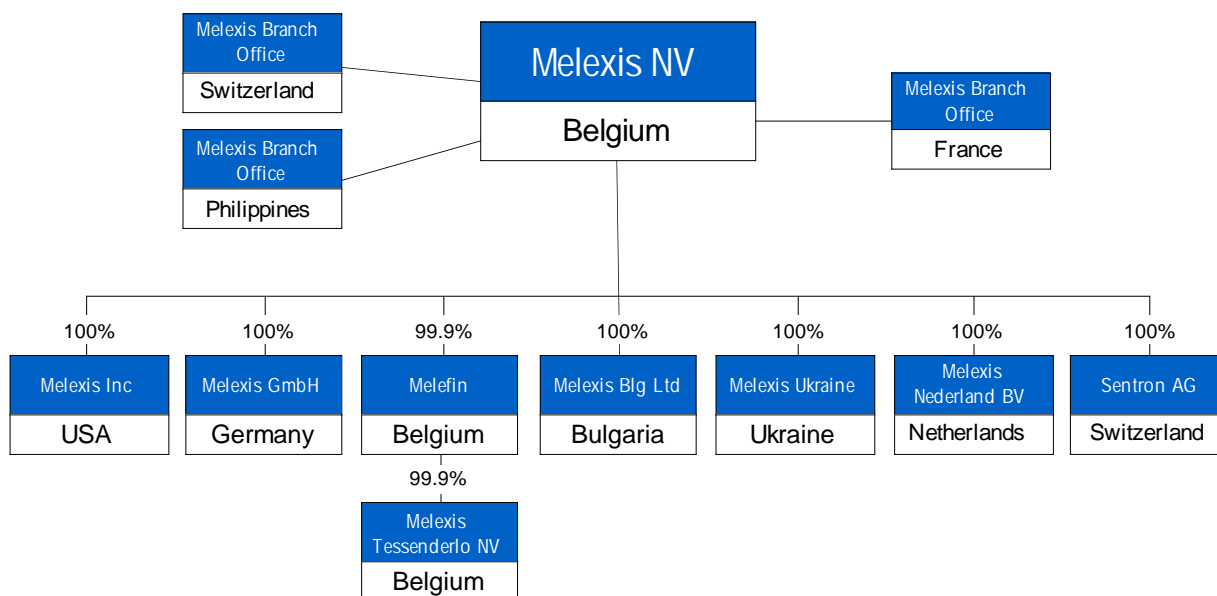 Melexis Branch
Office
Switzerland
Melexis NV
Belgium
Melexis Branch
Office
France
Melexis Branch
Office
Philippines
100%
100%
99.9%
100%
100%
100%
100%
Melexis Inc
USA
Melexis GmbH
Germany
Melefin
Belgium
Melexis Blg Ltd
Bulgaria
Melexis Ukraine
Ukraine
Melexis
Nederland BV
Netherlands
Sentron AG
Switzerland
99.9%
Melexis
Tessenderlo NV
Belgium